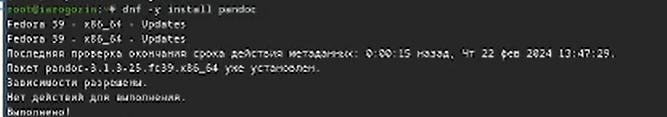 root@iarogozin:~# dnf -y install pandoc
Fedora 39 - x86_64 - Updates
Fedora 39 - x86_64 - Updates
Последняя проверка окончания срока действия метаданных: 0:00:15 назад, Чт 22 фев 2024 13:47:29.
Пакет pandoc-3.1.3-25.fc39.x86_64 уже установлен.
Зависимости разрешены.
Нет действий для выполнения.
Выполнено!